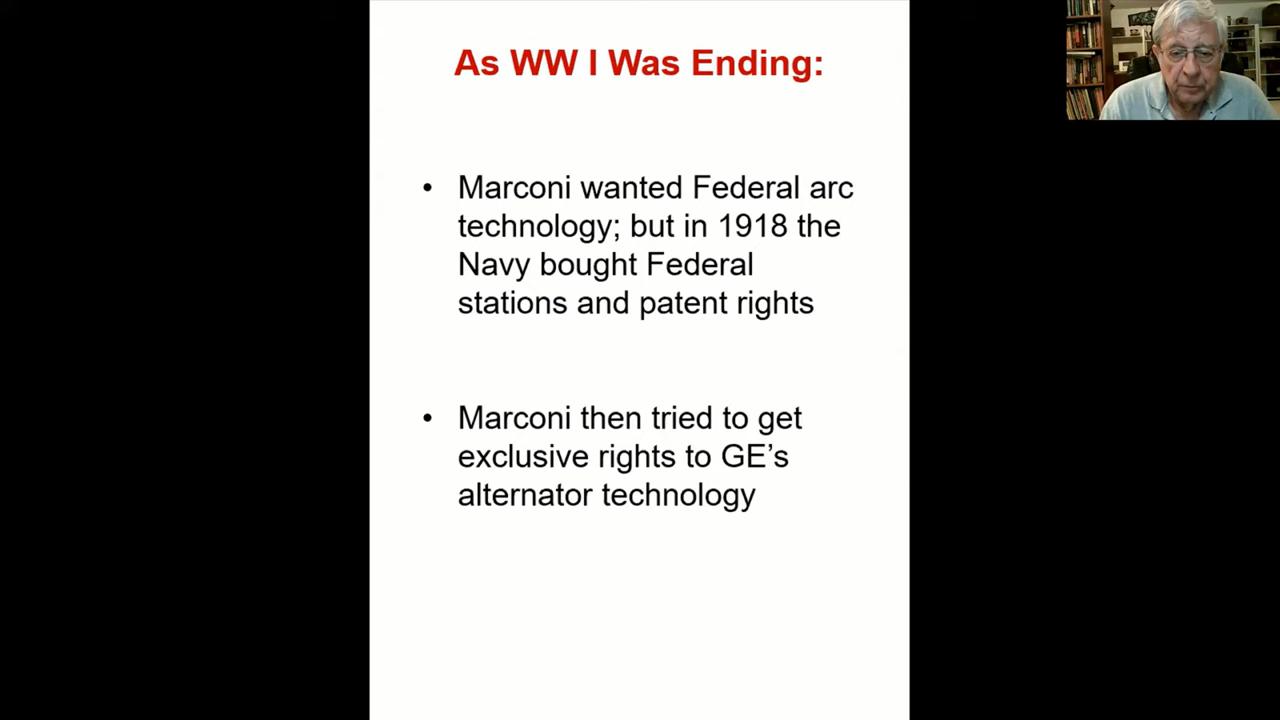 As WW I Was Ending:
• Marconi wanted Federal arc
technology; but in 1918 the
Navy bought Federal
stations and patent rights
• Marconi then tried to get
exclusive rights to GE’s
alternator technology